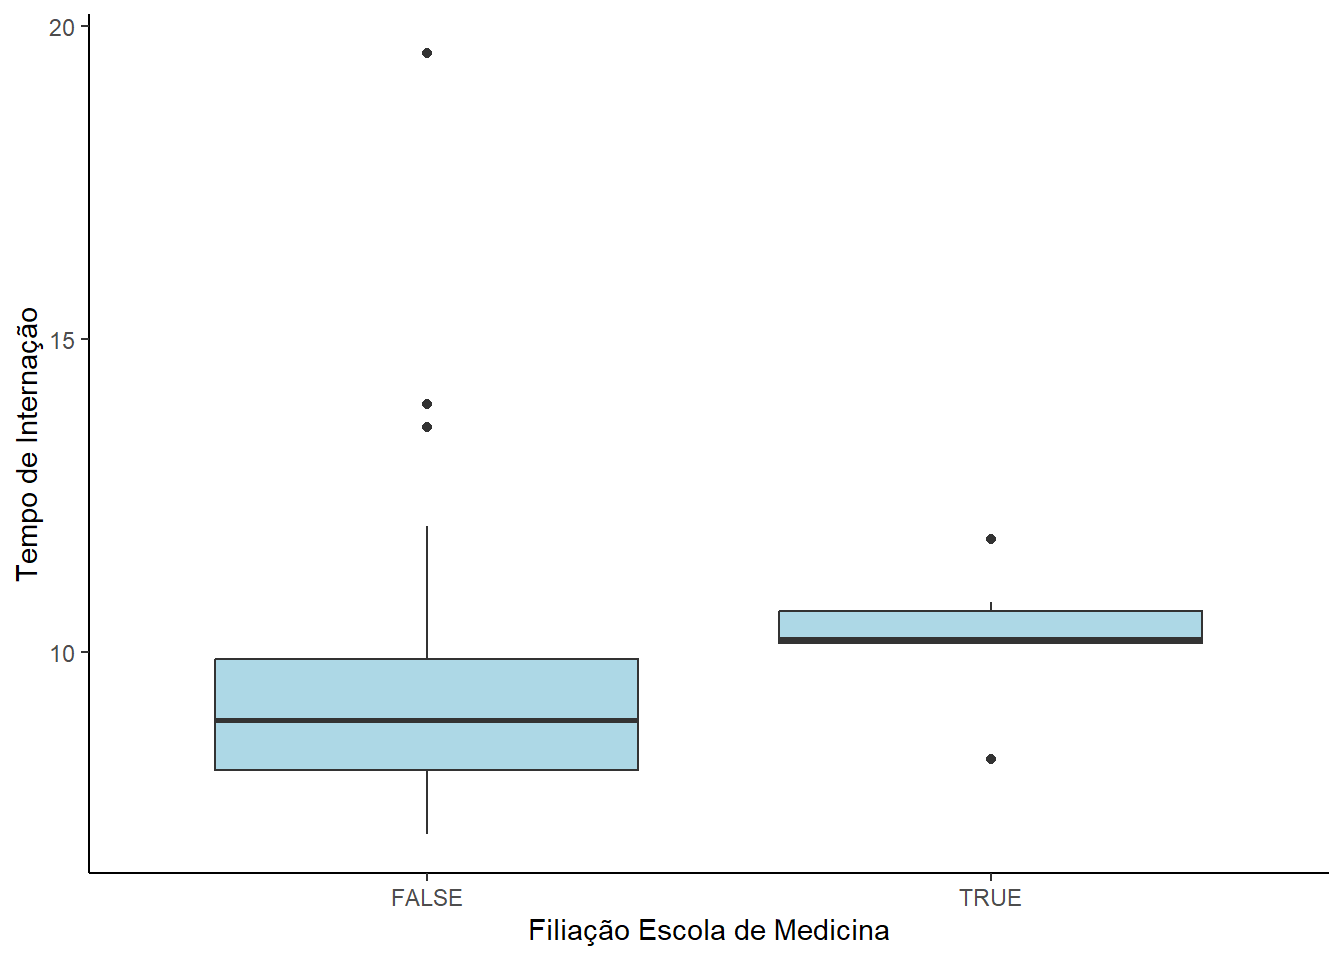 20
15
10
Tempo de Internação
FALSE
TRUE
Filiação Escola de Medicina